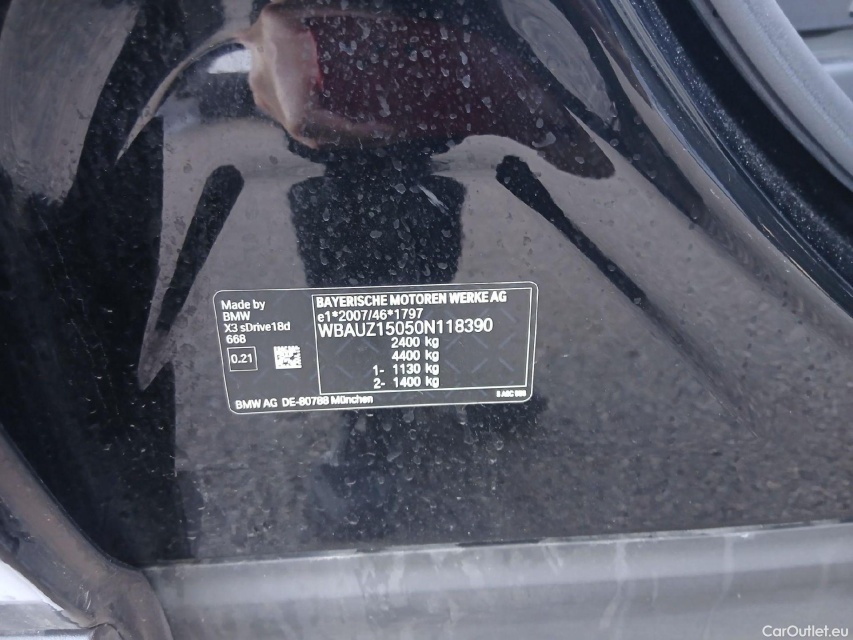 Made by
BMW
X3 sDrive18d
668
0.21
BAYERISCHE MOTOREN WERKE AG
e1*2007/46*1797
WBAUZ15050N118390
2400 kg
4400 kg
1- 1130 kg
2- 1400 kg
BMW AG DE-80788 München
CarOutlet.eu